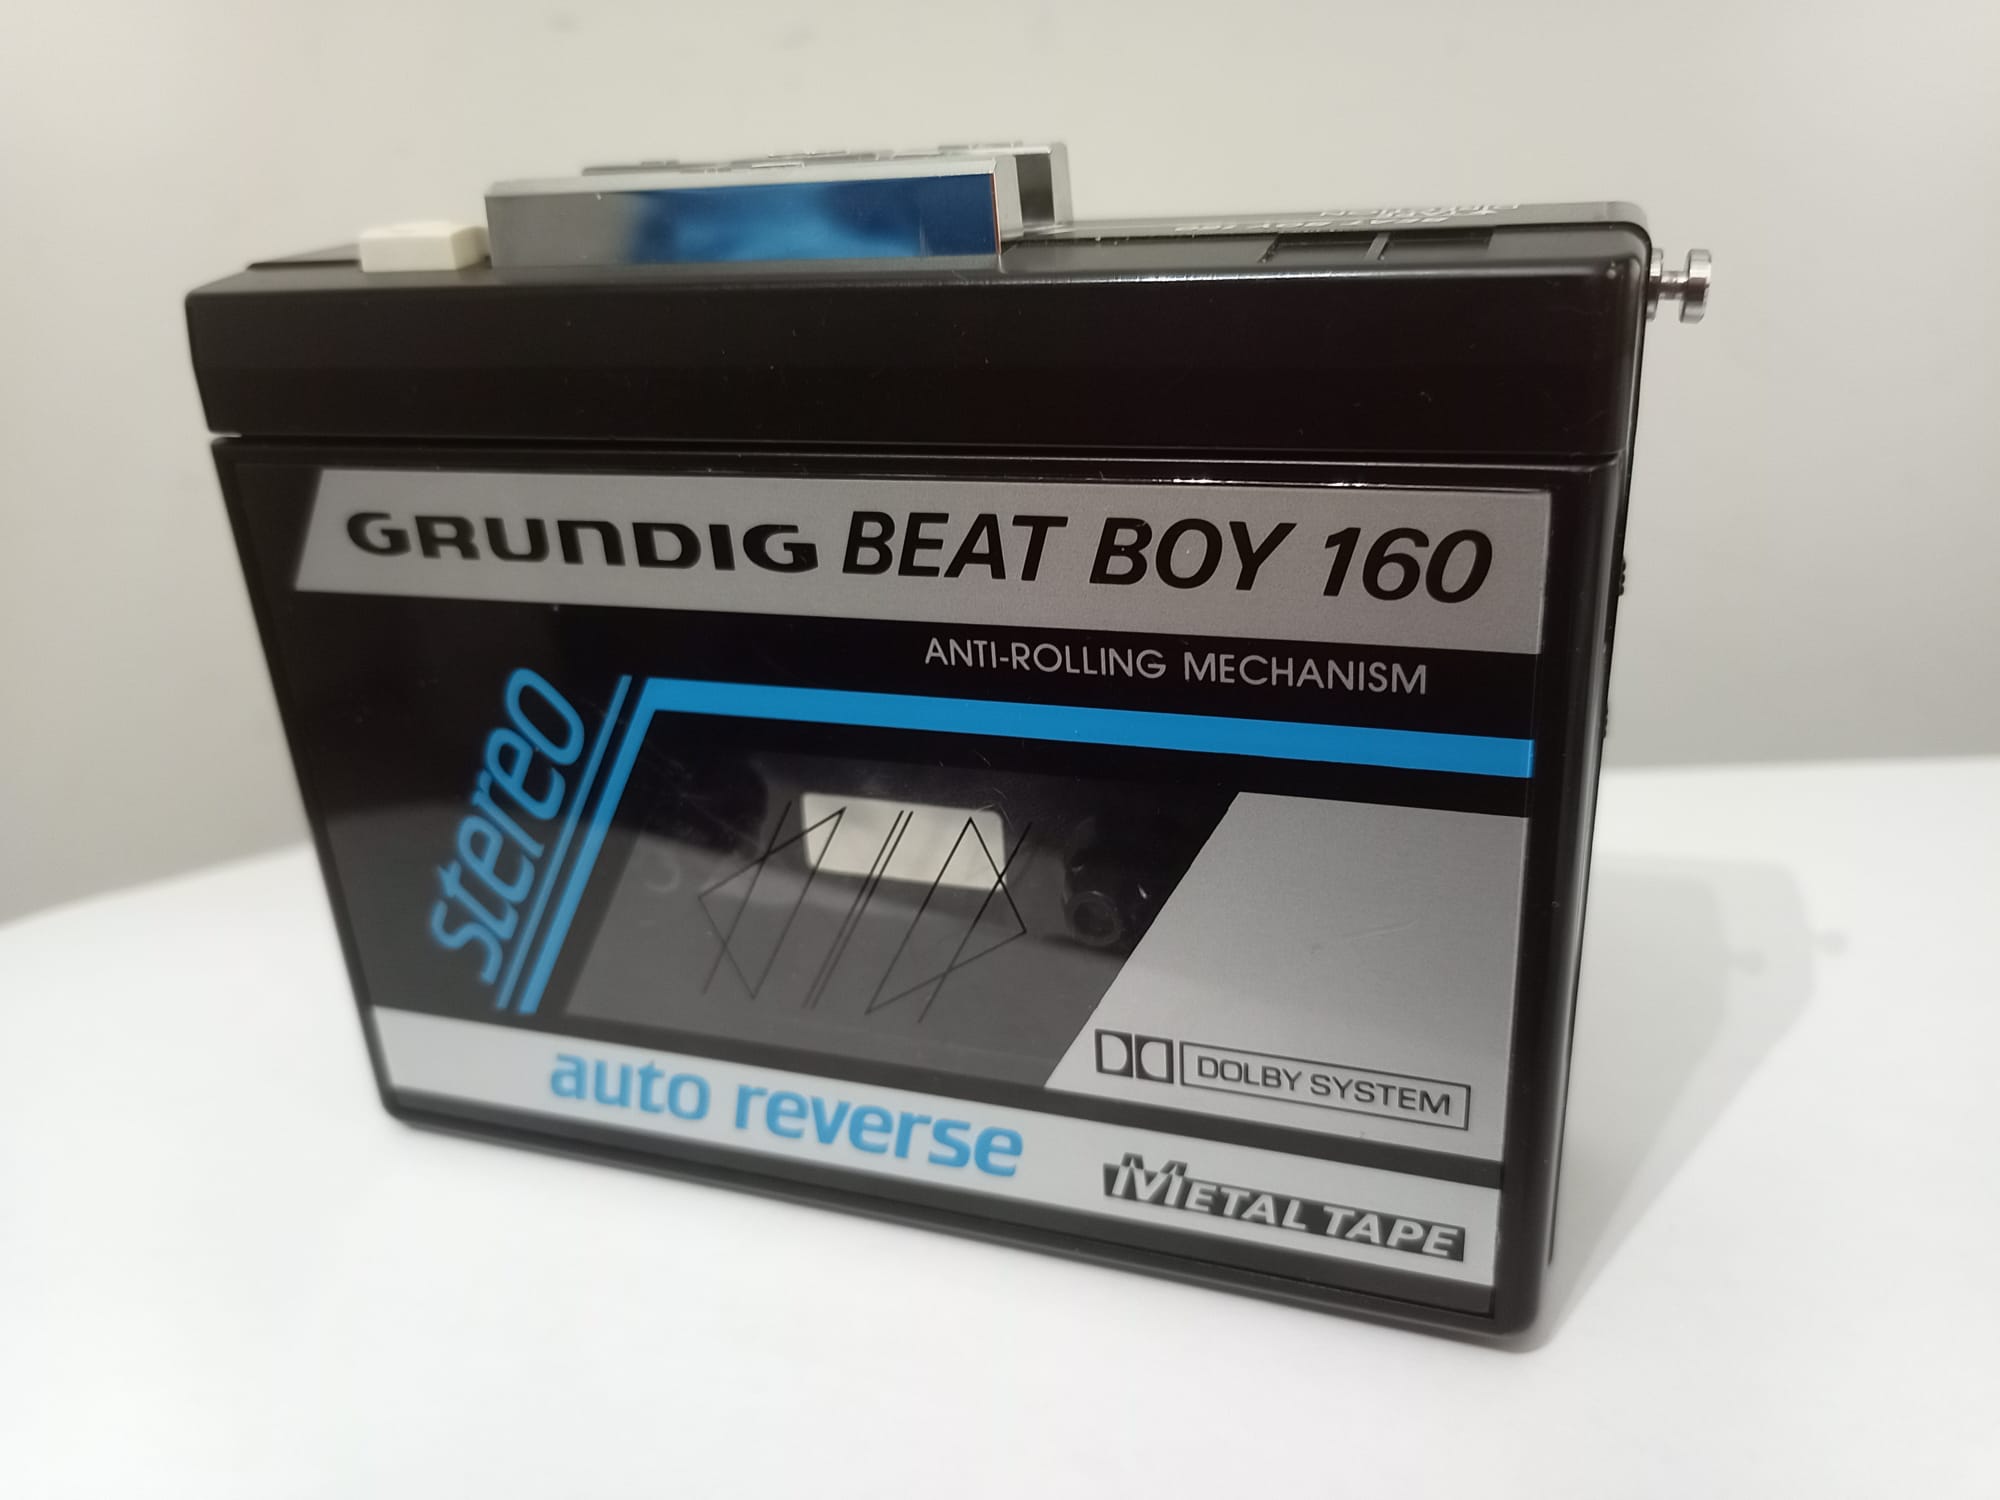 GRUNDIG BEAT BOY 160
ANTI-ROLLING MECHANISM
stereo
DOLBY SYSTEM
auto reverse
METAL TAPE